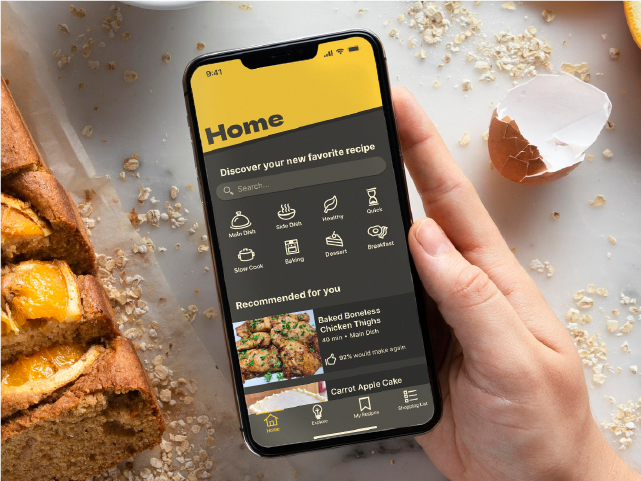 9:41
Home
Discover your new favorite recipe
Search...
Main Dish
Side Dish
Healthy
Quick
Slow Cook
Baking
Dessert
Breakfast
Recommended for you
Baked Boneless
Chicken Thighs
40 min • Main Dish
92% would make again
Carrot Apple Cake
Home
Explore
My Recipes
Shopping List